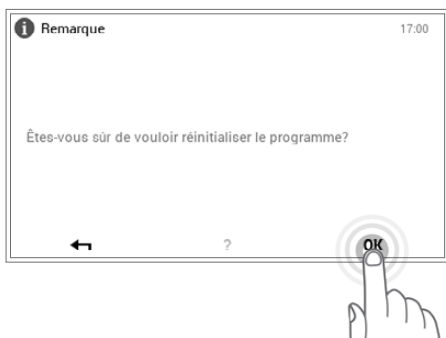 Remarque
17:00
Êtes-vous sûr de vouloir réinitialiser le programme?
?
OK